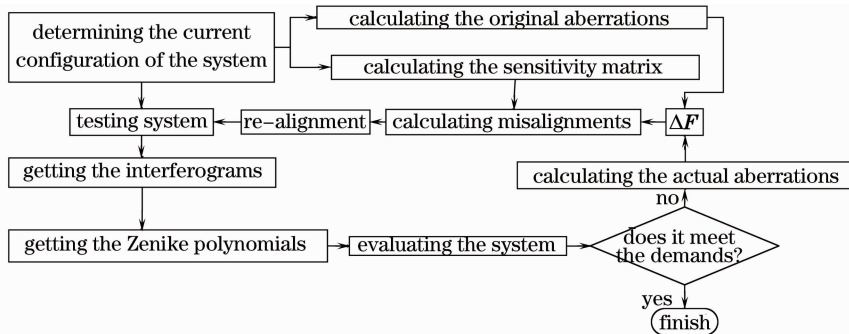 determining the current
configuration of the system
calculating the original aberrations
calculating the sensitivity matrix
testing system
re-alignment
calculating misalignments
ΔF
getting the interferograms
calculating the actual aberrations
no
getting the Zenike polynomials
evaluating the system
does it meet
the demands?
yes
finish